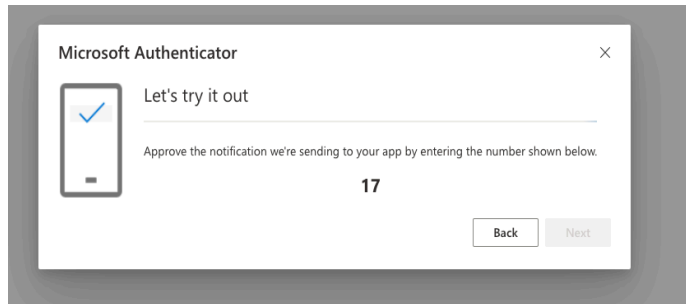 Microsoft Authenticator
Let's try it out
Approve the notification we're sending to your app by entering the number shown below.
17
Back Next